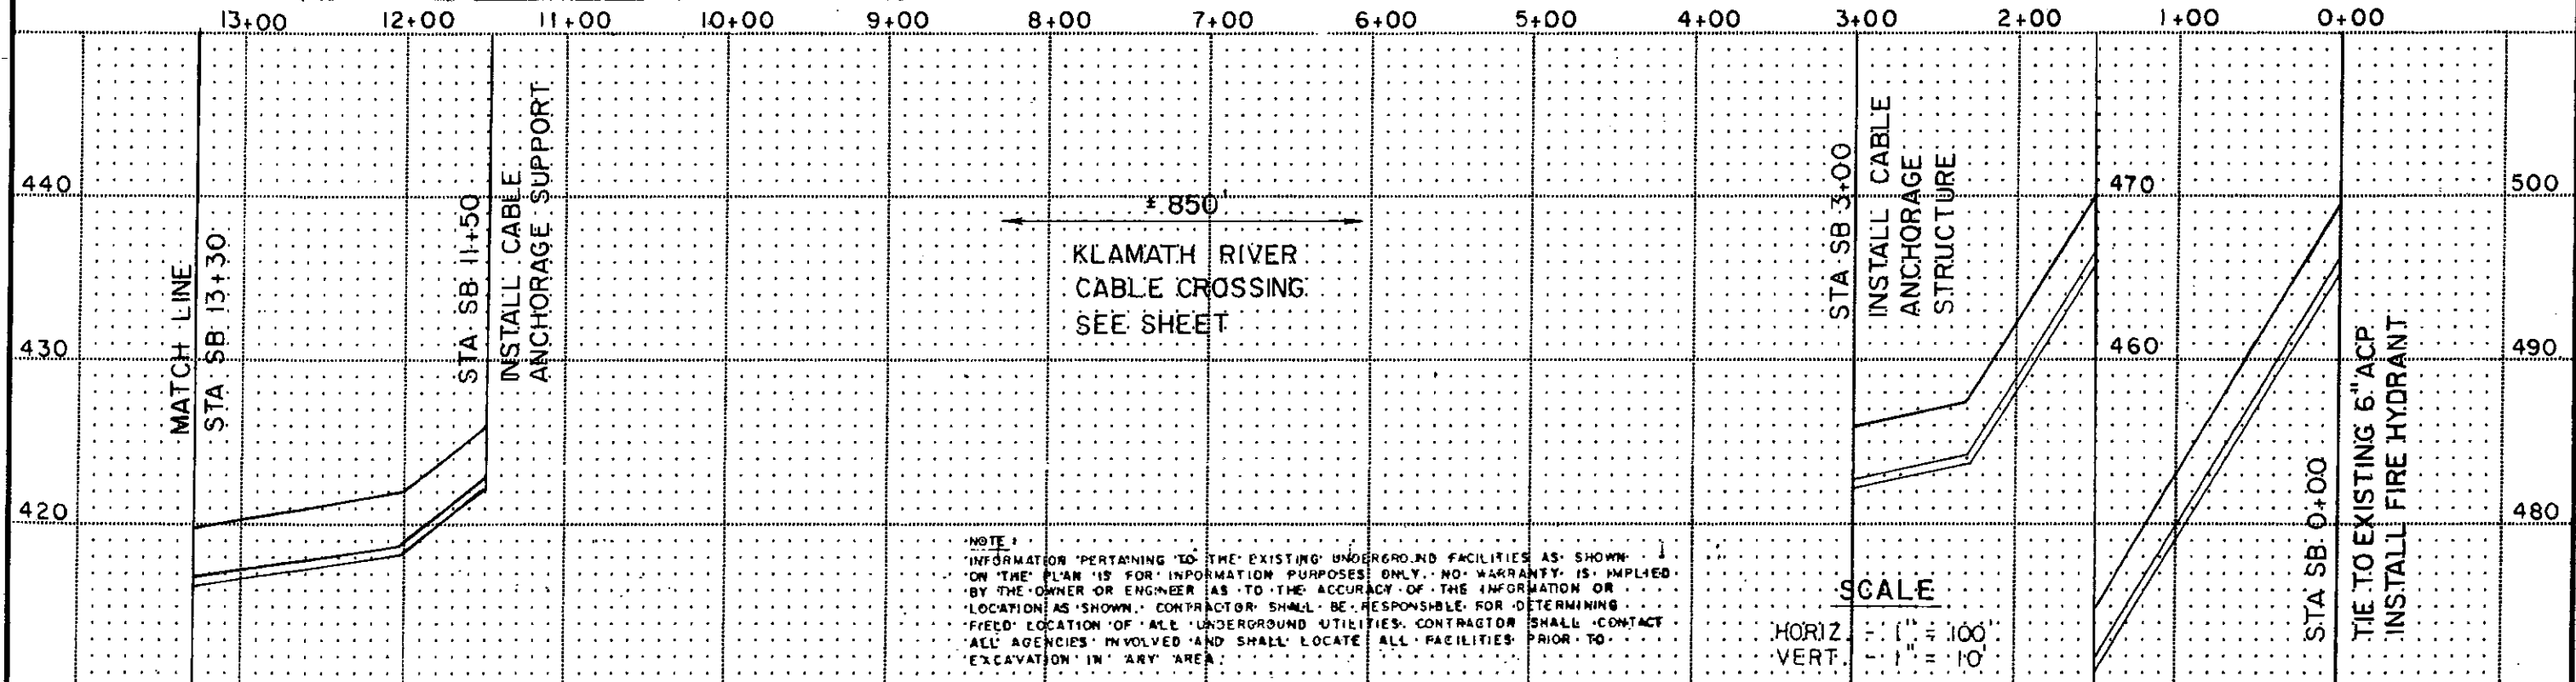 13+00 12+00 11+00 10+00 9+00 8+00 7+00 6+00 5+00 4+00 3+00 2+00 1+00 0+00
440
430
420
MATCH LINE
STA SB 13+30
STA SB 11+50
INSTALL CABLE
ANCHORAGE SUPPORT
± 850'
KLAMATH RIVER
CABLE CROSSING
SEE SHEET
STA SB 3+00
INSTALL CABLE
ANCHORAGE
STRUCTURE
470
460
500
490
480
STA SB 0+00
TIE TO EXISTING 6" ACP
INSTALL FIRE HYDRANT
NOTE:
INFORMATION PERTAINING TO THE EXISTING UNDERGROUND FACILITIES AS SHOWN
ON THE PLAN IS FOR INFORMATION PURPOSES ONLY. NO WARRANTY IS IMPLIED
BY THE OWNER OR ENGINEER AS TO THE ACCURACY OF THE INFORMATION OR
LOCATION AS SHOWN. CONTRACTOR SHALL BE RESPONSIBLE FOR DETERMINING
FIELD LOCATION OF ALL UNDERGROUND UTILITIES. CONTRACTOR SHALL CONTACT
ALL AGENCIES INVOLVED AND SHALL LOCATE ALL FACILITIES PRIOR TO
EXCAVATION IN ANY AREA.
SCALE
HORIZ. - 1" = 100'
VERT. - 1" = 10'